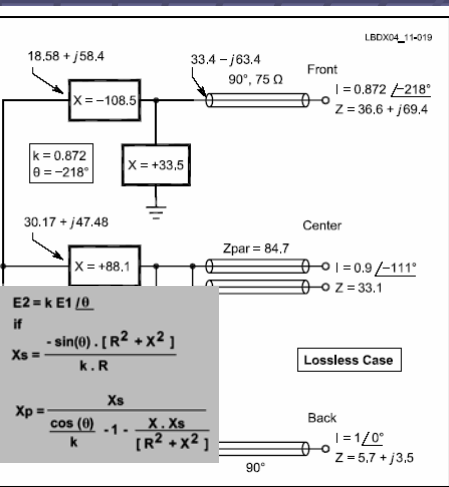 LBDX04_11-019
18.58 + j58.4
33.4 – j63.4
90°, 75 Ω
Front
X = –108.5
I = 0.872 /–218°
Z = 36.6 + j69.4
k = 0.872
θ = –218°
X = +33.5
30.17 + j47.48
Center
Zpar = 84.7
X = +88.1
I = 0.9 /–111°
Z = 33.1
E2 = k E1 /θ
if
Xs = - sin(θ) . [ R² + X² ] / k . R
Lossless Case
Xp = Xs / cos (θ) / k - 1 - X . Xs / [ R² + X² ]
Back
I = 1/ 0°
Z = 5,7 + j3,5
90°